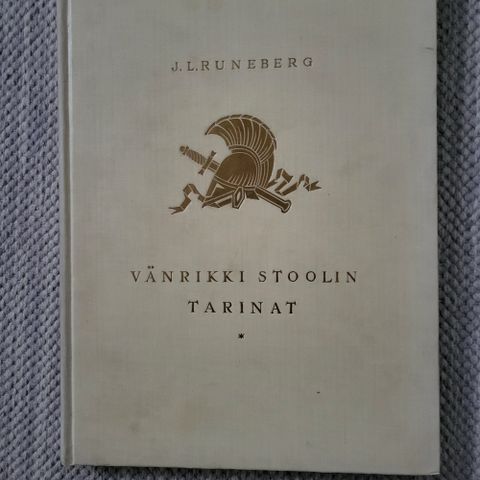 J.L.RUNEBERG
VÄNRIKKI STOOLIN
TARINAT
*